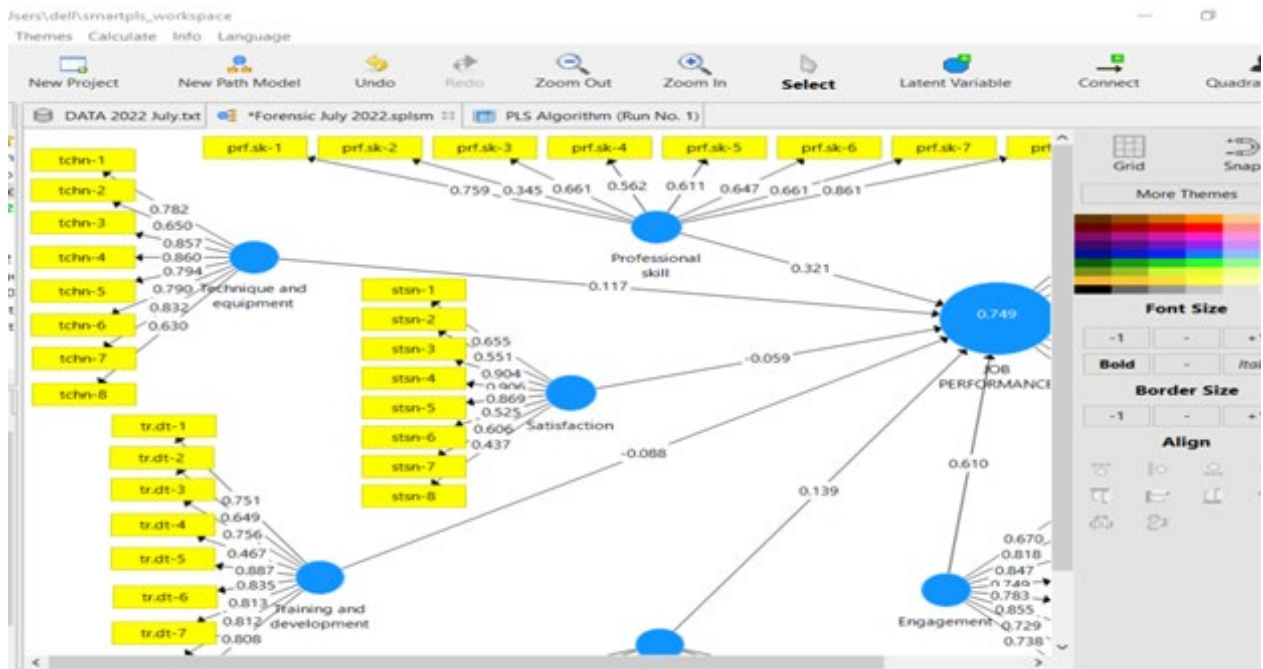 Jsers\dell\smartpls_workspace
Themes Calculate Info Language
New Project New Path Model Undo Redo Zoom Out Zoom In Select Latent Variable Connect Quadra
DATA 2022 July.txt *Forensic July 2022.splsm PLS Algorithm (Run No. 1)
prf.sk-1 prf.sk-2 prf.sk-3 prf.sk-4 prf.sk-5 prf.sk-6 prf.sk-7 prf
0.759 0.345 0.661 0.562 0.611 0.647 0.661 0.861
Professional
skill
tchn-1
tchn-2
tchn-3
tchn-4
tchn-5
tchn-6
tchn-7
tchn-8
0.782
0.650
0.857
0.860
0.794
0.790
0.832
0.630
Technique and
equipment
0.117
0.321
stsn-1
stsn-2
stsn-3
stsn-4
stsn-5
stsn-6
stsn-7
stsn-8
0.655
0.551
0.904
0.906
0.869
0.525
0.606
0.437
Satisfaction
-0.059
0.749
JOB
PERFORMANCE
tr.dt-1
tr.dt-2
tr.dt-3
tr.dt-4
tr.dt-5
tr.dt-6
tr.dt-7
0.751
0.649
0.756
0.467
0.887
0.835
0.813
0.812
0.808
Training and
development
-0.088
0.139
0.610
0.670
0.818
0.847
0.749
0.783
0.855
0.729
0.738
Engagement
Grid Snap
More Themes
Font Size
-1 - +1
Bold - Ital
Border Size
-1 - +1
Align